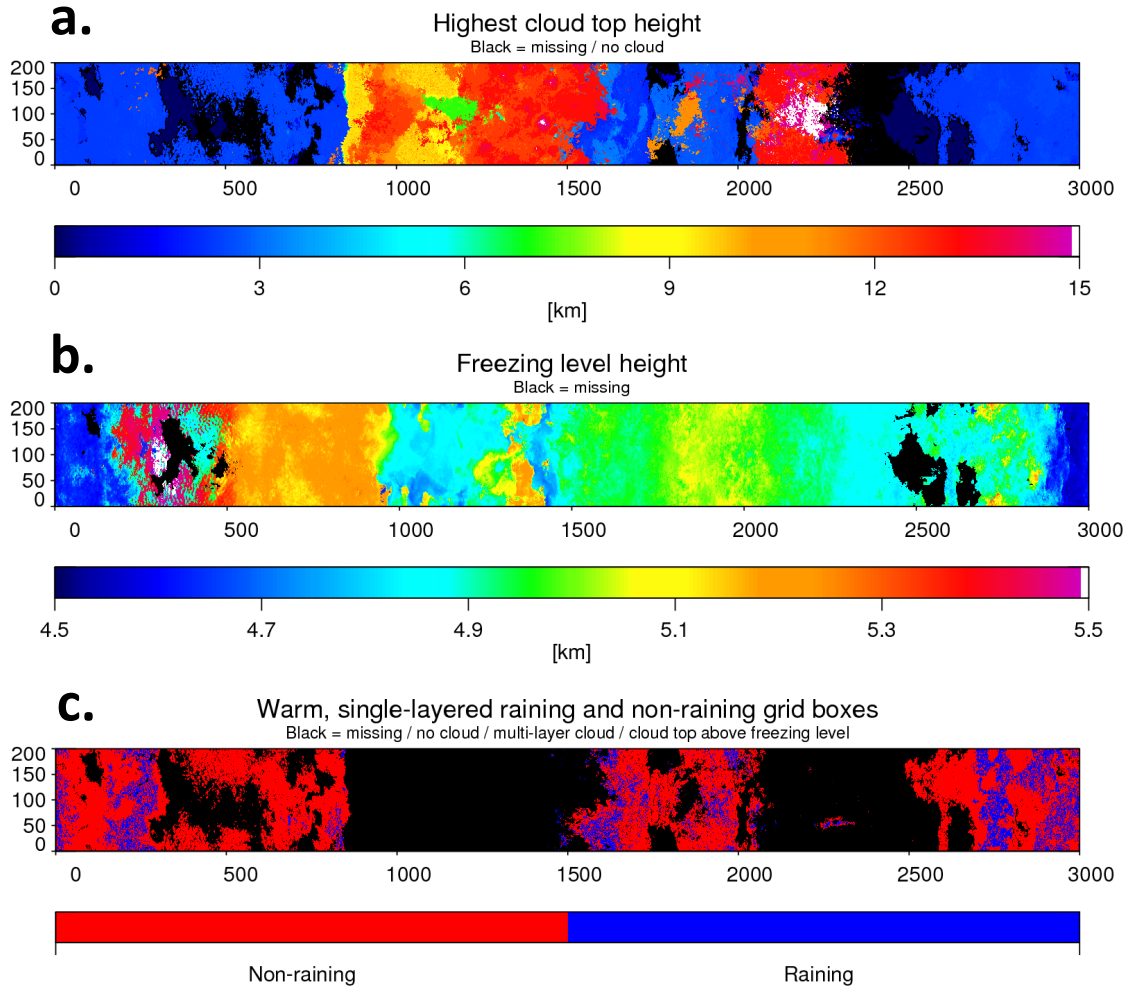 a.
Highest cloud top height
Black = missing / no cloud
200
150
100
50
0
0 500 1000 1500 2000 2500 3000
0 3 6 9 12 15
[km]
b.
Freezing level height
Black = missing
200
150
100
50
0
0 500 1000 1500 2000 2500 3000
4.5 4.7 4.9 5.1 5.3 5.5
[km]
c.
Warm, single-layered raining and non-raining grid boxes
Black = missing / no cloud / multi-layer cloud / cloud top above freezing level
200
150
100
50
0
0 500 1000 1500 2000 2500 3000
Non-raining Raining